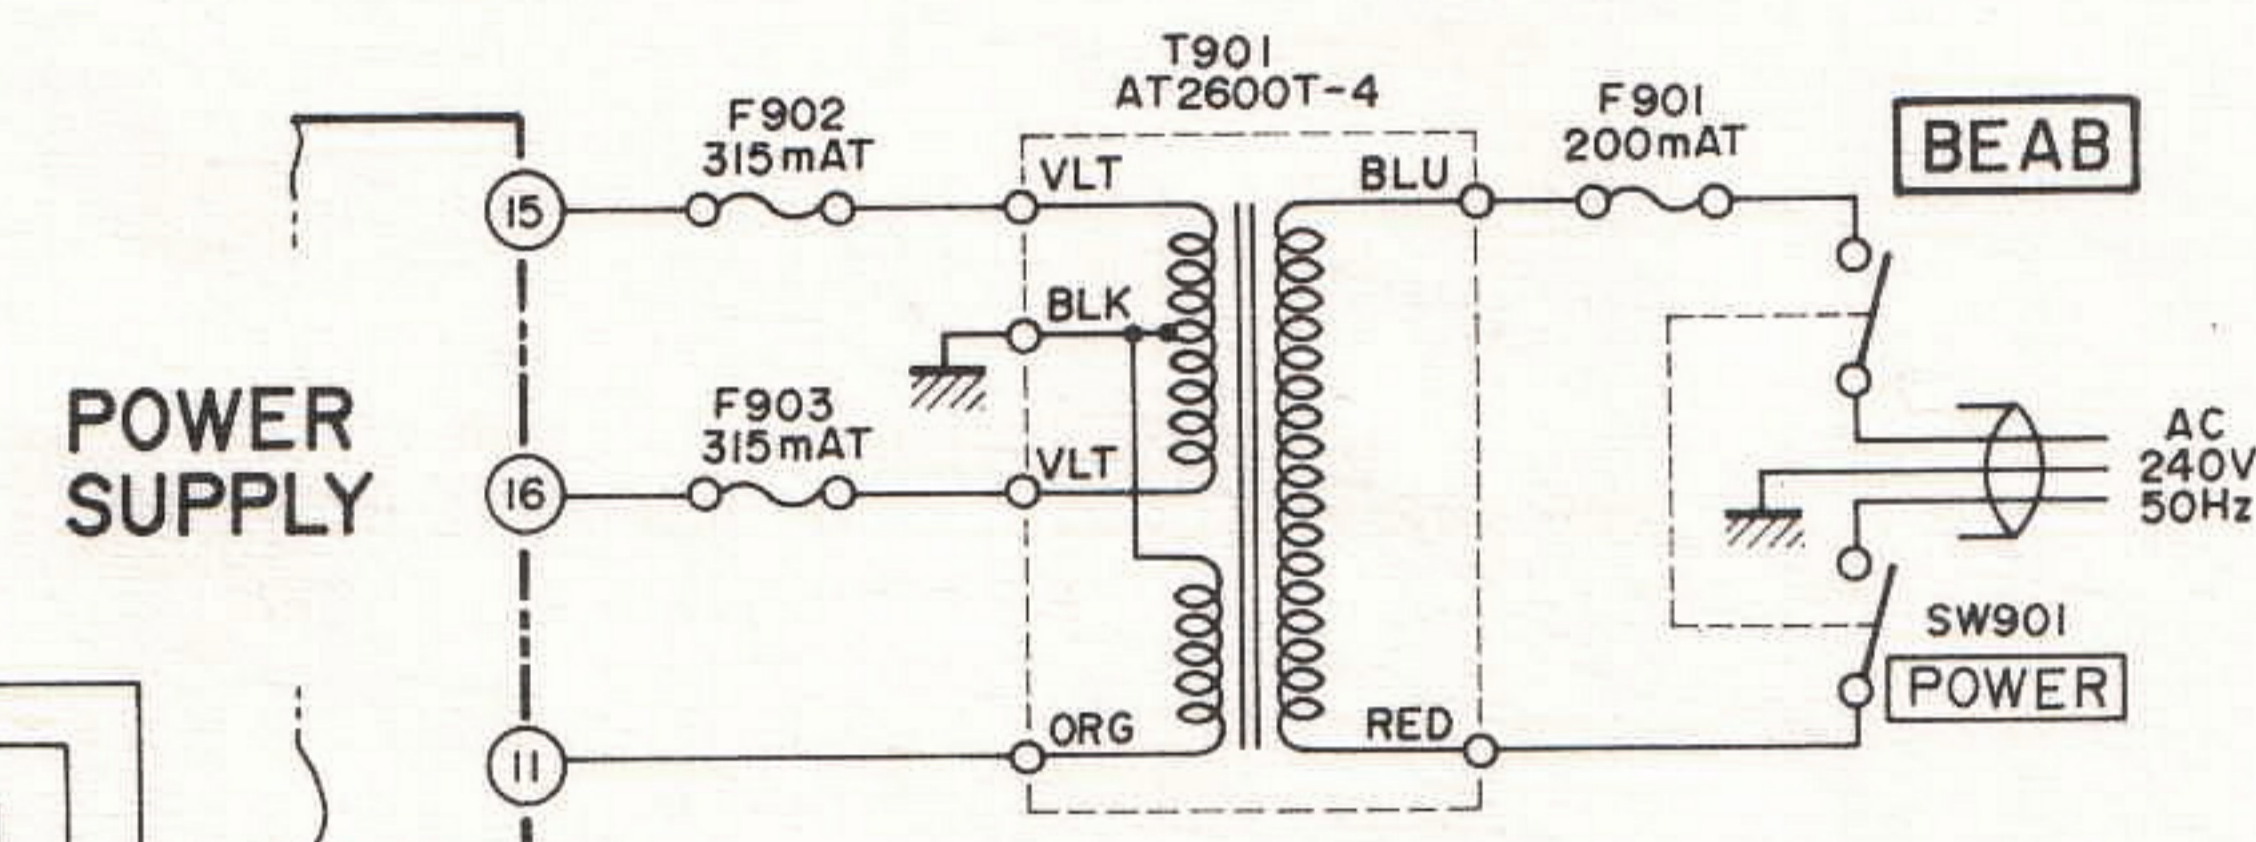 T901
AT2600T-4
F902
315mAT
F901
200mAT
BEAB
VLT
BLU
15
BLK
POWER
SUPPLY
F903
315mAT
VLT
16
AC
240V
50Hz
SW901
POWER
ORG
RED
11